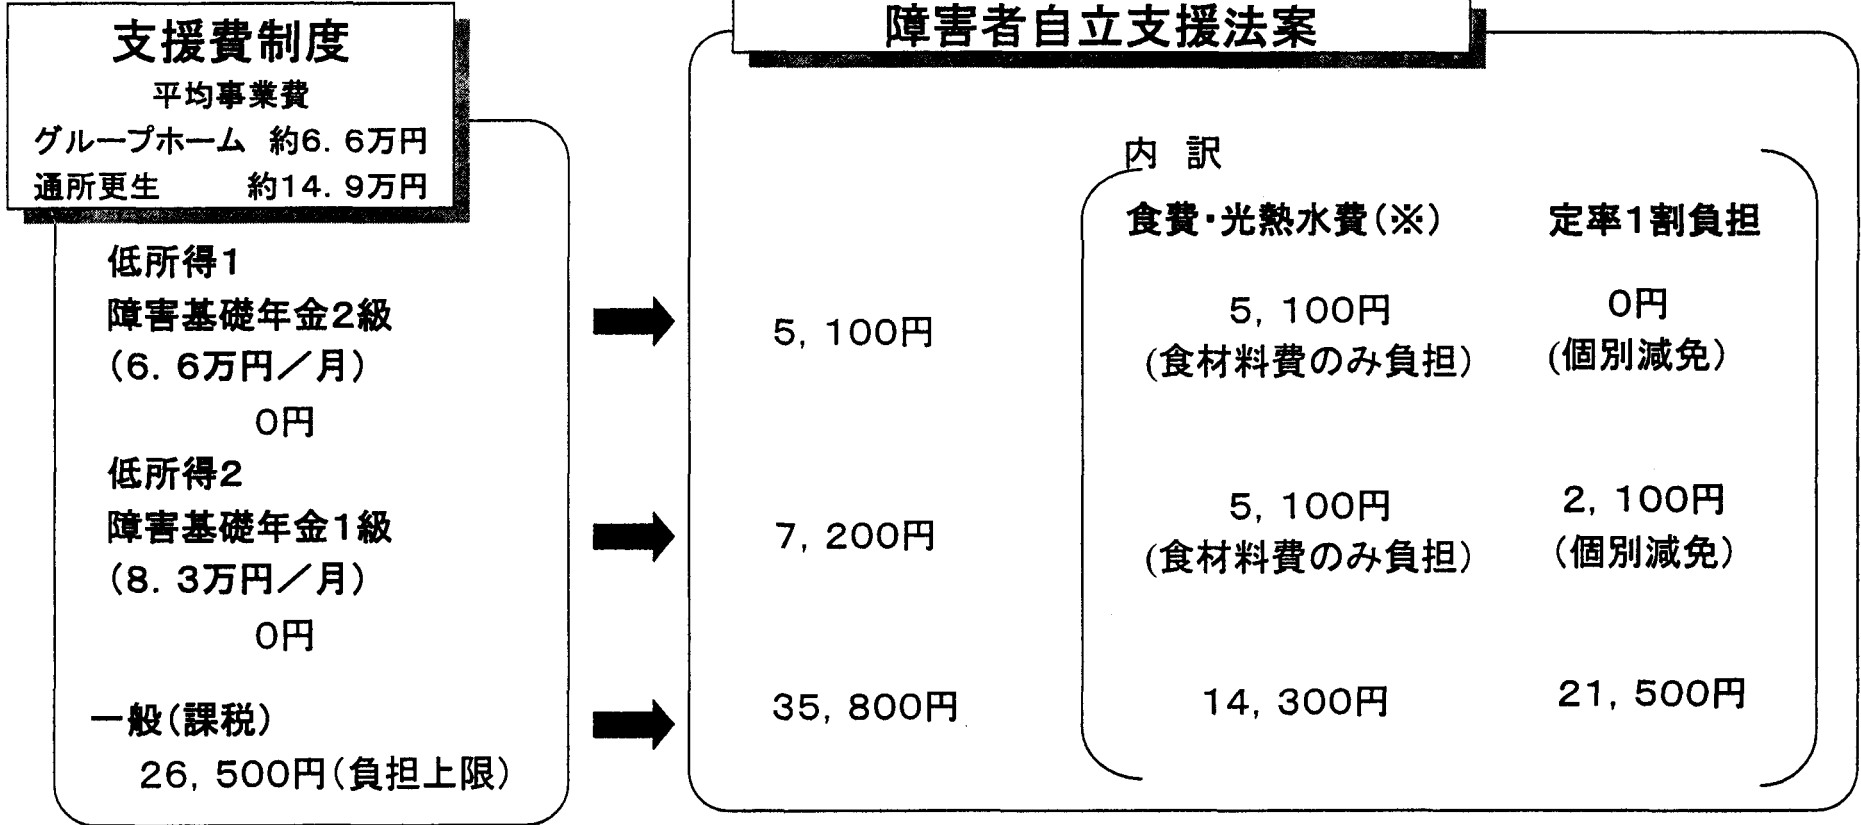 支援費制度
平均事業費
グループホーム 約6.6万円
通所更生 約14.9万円
低所得1
障害基礎年金2級
(6.6万円/月)
0円
低所得2
障害基礎年金1級
(8.3万円/月)
0円
一般(課税)
26,500円(負担上限)
障害者自立支援法案
内 訳
食費・光熱水費(※) 定率1割負担
5,100円 5,100円 0円
(食材料費のみ負担) (個別減免)
7,200円 5,100円 2,100円
(食材料費のみ負担) (個別減免)
35,800円 14,300円 21,500円